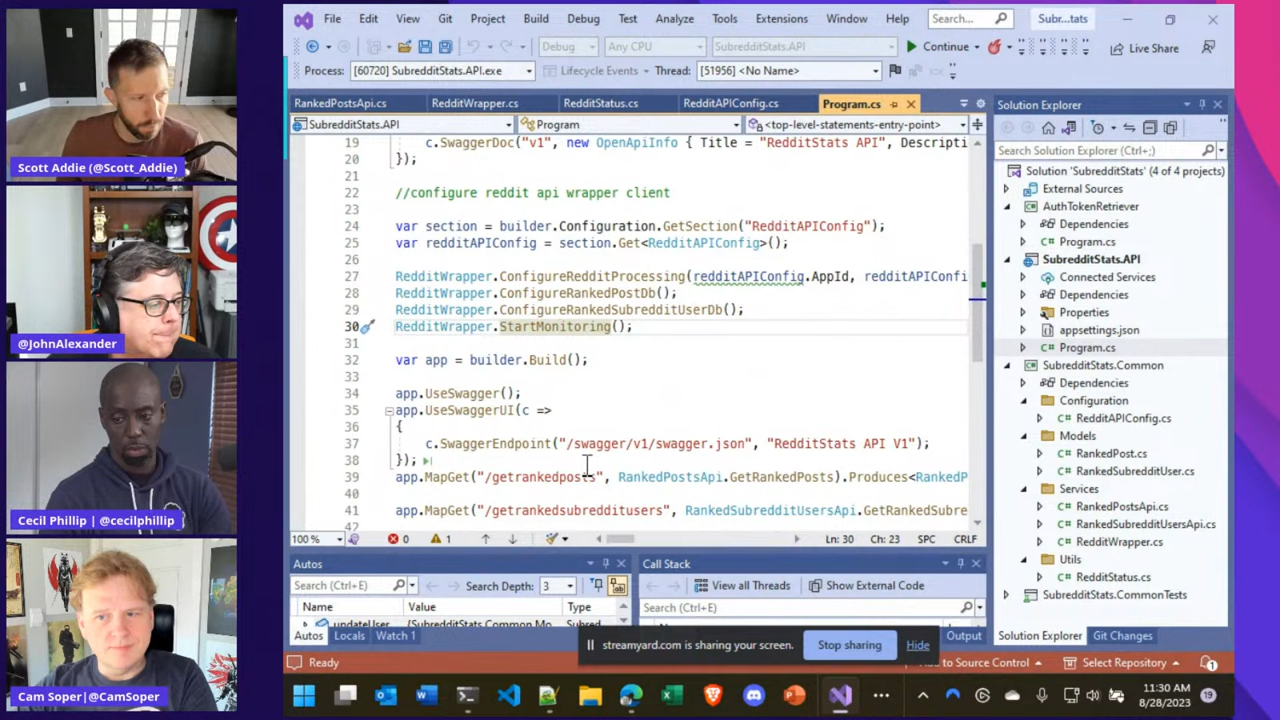 Scott Addie (@Scott_Addie)
@JohnAlexander
Cecil Phillip | @cecilphillip
Cam Soper|@CamSoper
File Edit View Git Project Build Debug Test Analyze Tools Extensions Window Help Search... Subr...tats
Debug Any CPU SubredditStats.API Continue Live Share
Process: [60720] SubredditStats.API.exe Lifecycle Events Thread: [51956] <No Name>
RankedPostsApi.cs RedditWrapper.cs RedditStatus.cs RedditAPIConfig.cs Program.cs
SubredditStats.API Program <top-level-statements-entry-point>
19 c.SwaggerDoc("v1", new OpenApiInfo { Title = "RedditStats API", Descripti
20 });
21
22 //configure reddit api wrapper client
23
24 var section = builder.Configuration.GetSection("RedditAPIConfig");
25 var redditAPIConfig = section.Get<RedditAPIConfig>();
26
27 RedditWrapper.ConfigureRedditProcessing(redditAPIConfig.AppId, redditAPIConfi
28 RedditWrapper.ConfigureRankedPostDb();
29 RedditWrapper.ConfigureRankedSubredditUserDb();
30 RedditWrapper.StartMonitoring();
31
32 var app = builder.Build();
33
34 app.UseSwagger();
35 app.UseSwaggerUI(c =>
36 {
37 c.SwaggerEndpoint("/swagger/v1/swagger.json", "RedditStats API V1");
38 });
39 app.MapGet("/getrankedposts", RankedPostsApi.GetRankedPosts).Produces<RankedP
40
41 app.MapGet("/getrankedsubredditusers", RankedSubredditUsersApi.GetRankedSubre
42
100 % 0 1 Ln: 30 Ch: 23 SPC CRLF
Autos
Search (Ctrl+E) Search Depth: 3
Name Value Type
updateUser {SubredditStats.Common.Mo Subred
Autos Locals Watch 1
Call Stack
View all Threads Show External Code
Search (Ctrl+E)
Output
Solution Explorer
Search Solution Explorer (Ctrl+;)
Solution 'SubredditStats' (4 of 4 projects)
External Sources
AuthTokenRetriever
Dependencies
Program.cs
SubredditStats.API
Connected Services
Dependencies
Properties
appsettings.json
Program.cs
SubredditStats.Common
Dependencies
Configuration
RedditAPIConfig.cs
Models
RankedPost.cs
RankedSubredditUser.cs
Services
RankedPostsApi.cs
RankedSubredditUsersApi.cs
RedditWrapper.cs
Utils
RedditStatus.cs
SubredditStats.CommonTests
Solution Explorer Git Changes
streamyard.com is sharing your screen. Stop sharing Hide
Ready to Source Control Select Repository 1
11:30 AM
8/28/2023 19